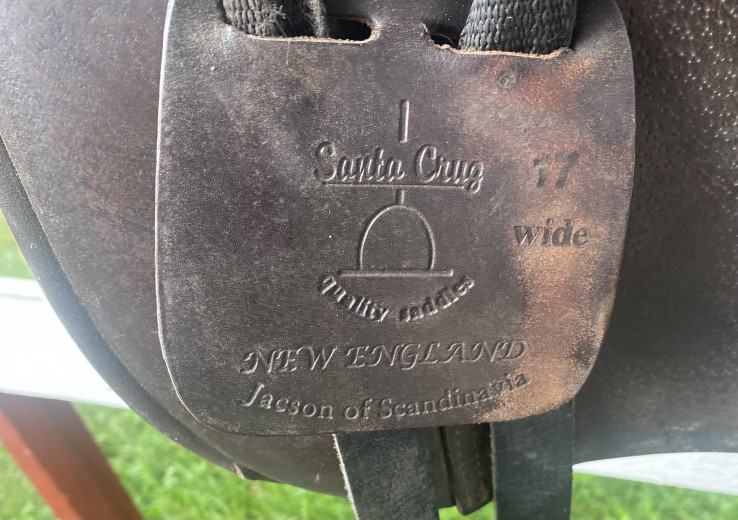 Santa Cruz
17
wide
quality saddles
NEW ENGLAND
Jacson of Scandinavia